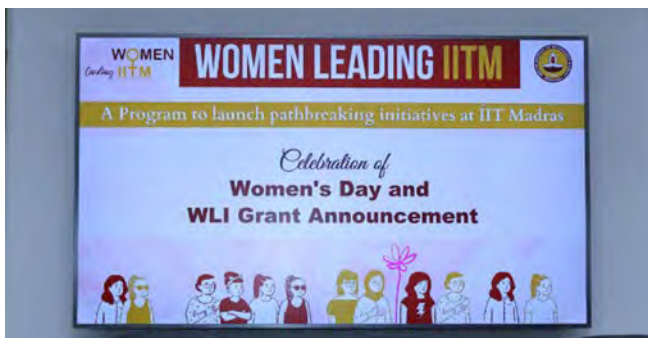 WOMEN
leading IITM
WOMEN LEADING IITM
A Program to launch pathbreaking initiatives at IIT Madras
Celebration of
Women's Day and
WLI Grant Announcement